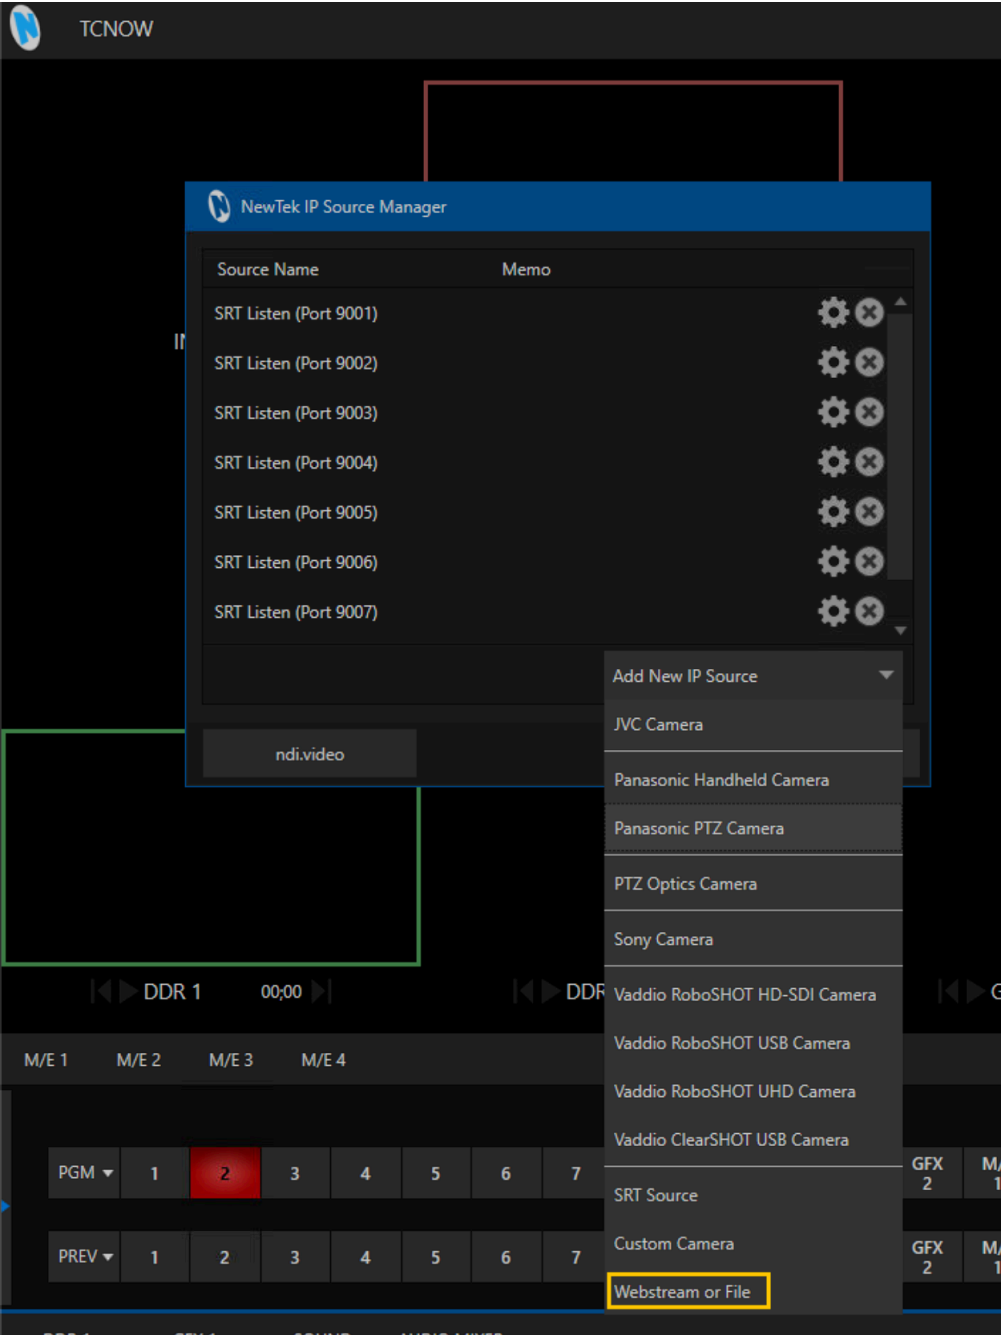 TCNOW
NewTek IP Source Manager
Source Name Memo
SRT Listen (Port 9001)
SRT Listen (Port 9002)
SRT Listen (Port 9003)
SRT Listen (Port 9004)
SRT Listen (Port 9005)
SRT Listen (Port 9006)
SRT Listen (Port 9007)
Add New IP Source
ndi.video
JVC Camera
Panasonic Handheld Camera
Panasonic PTZ Camera
PTZ Optics Camera
Sony Camera
Vaddio RoboSHOT HD-SDI Camera
Vaddio RoboSHOT USB Camera
Vaddio RoboSHOT UHD Camera
Vaddio ClearSHOT USB Camera
SRT Source
Custom Camera
Webstream or File
DDR 1 00;00 DDR
M/E 1 M/E 2 M/E 3 M/E 4
PGM 1 2 3 4 5 6 7 GFX 2
PREV 1 2 3 4 5 6 7 GFX 2